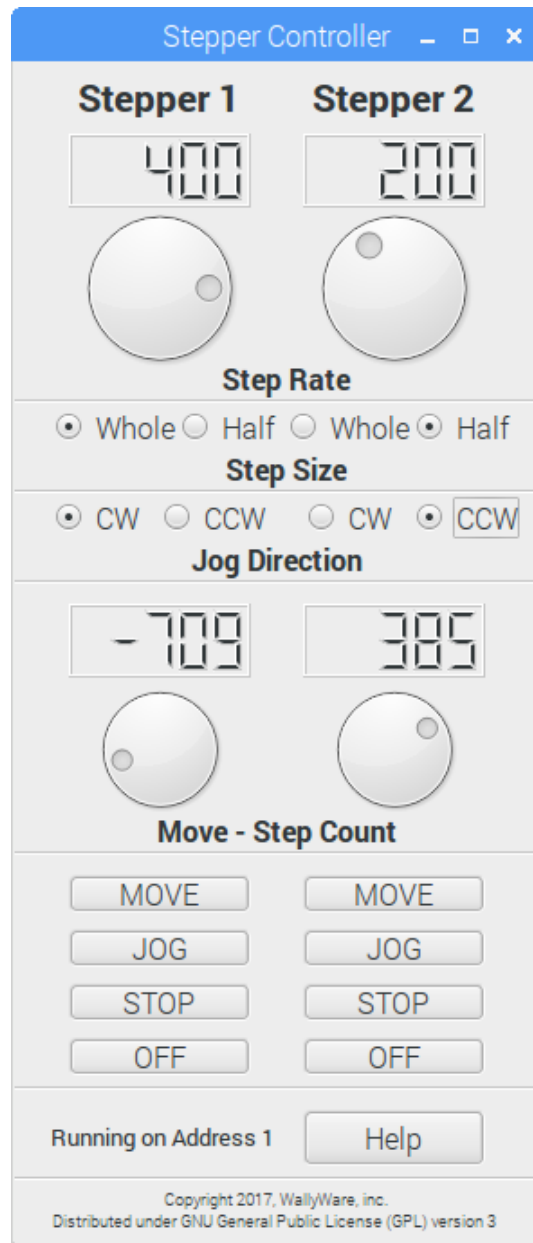 Stepper Controller
Stepper 1 Stepper 2
400 200
Step Rate
Whole Half Whole Half
Step Size
CW CCW CW CCW
Jog Direction
-709 385
Move - Step Count
MOVE MOVE
JOG JOG
STOP STOP
OFF OFF
Running on Address 1 Help
Copyright 2017, WallyWare, inc.
Distributed under GNU General Public License (GPL) version 3